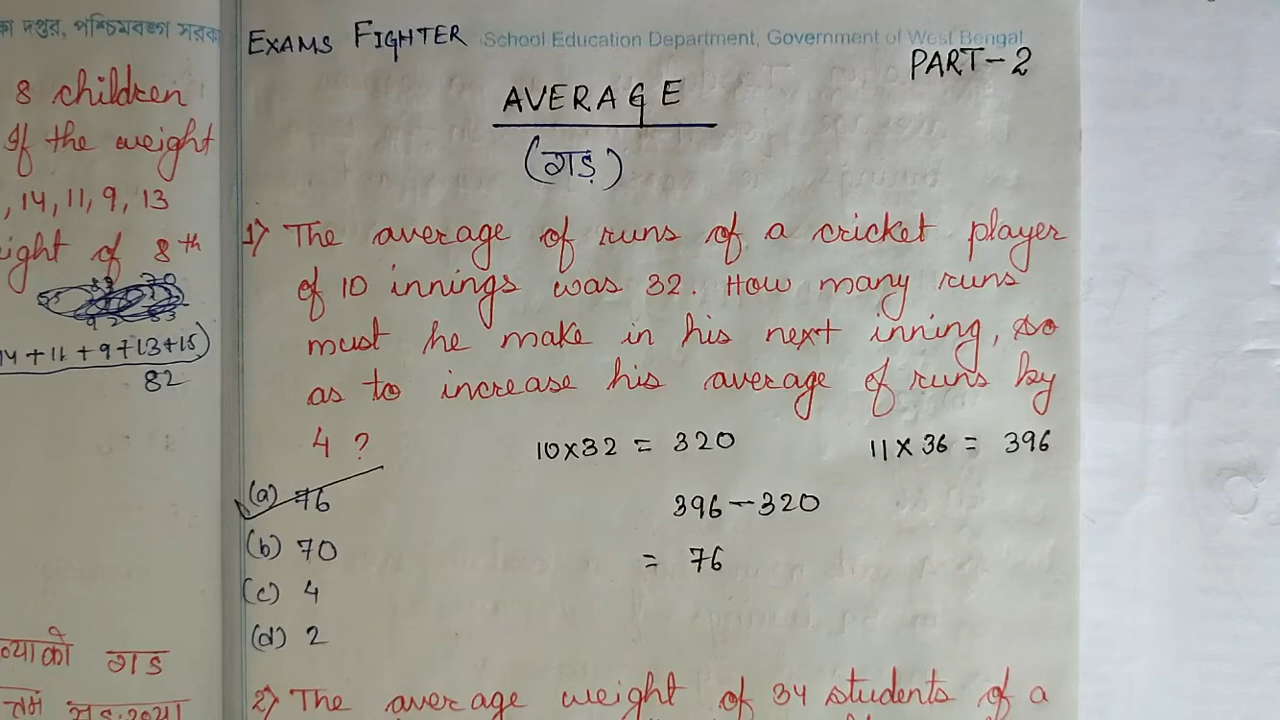 কা দপ্তর, পশ্চিমবঙ্গ সরকা
8 children
If the weight
, 14, 11, 9, 13
ight of 8th
14 + 11 + 9 + 13 + 15)
82
ব্যাকো গড
EXAMS FIGHTER School Education Department, Government of West Bengal
PART-2
AVERAGE
(গড়)
1) The average of runs of a cricket player
of 10 innings was 32. How many runs
must he make in his next inning, so
as to increase his average of runs by
4 ? 10×32 = 320 11×36 = 396
(a) 76 396-320
(b) 70 = 76
(c) 4
(d) 2
2) The average weight of 34 students of a